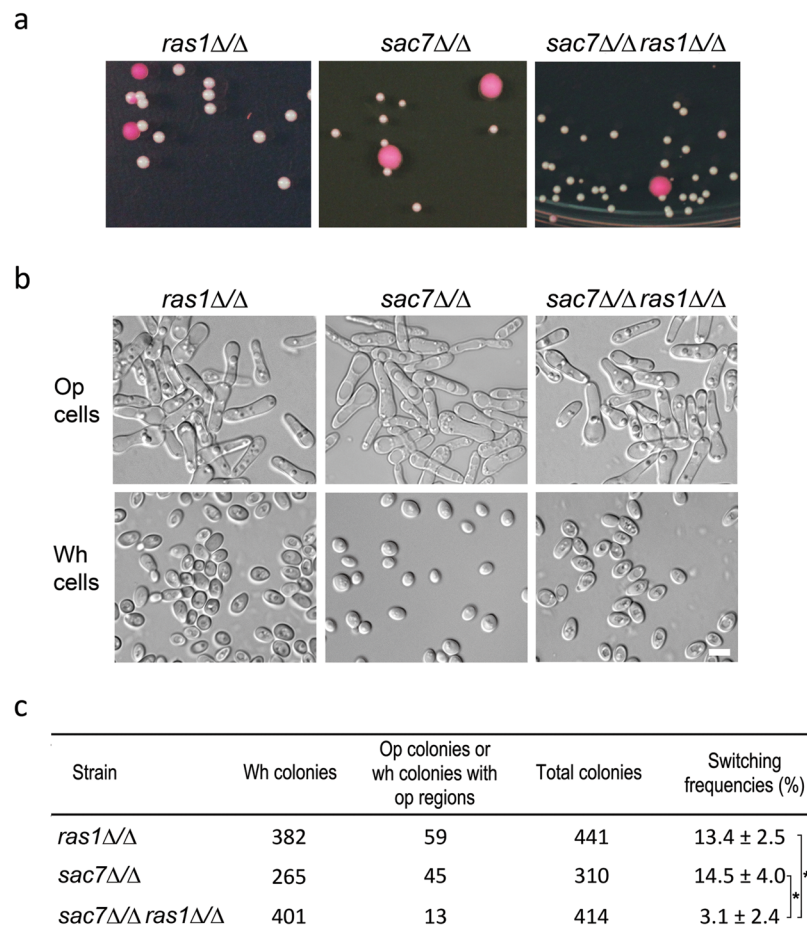 a
ras1Δ/Δ sac7Δ/Δ sac7Δ/Δ ras1Δ/Δ
b
ras1Δ/Δ sac7Δ/Δ sac7Δ/Δ ras1Δ/Δ
Op
cells
Wh
cells
c
Strain Wh colonies Op colonies or wh colonies with op regions Total colonies Switching frequencies (%)
ras1Δ/Δ 382 59 441 13.4 ± 2.5
sac7Δ/Δ 265 45 310 14.5 ± 4.0 *
*
sac7Δ/Δ ras1Δ/Δ 401 13 414 3.1 ± 2.4